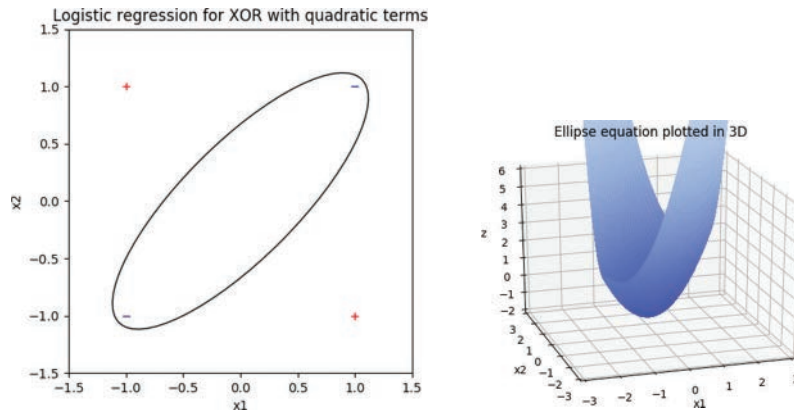 Logistic regression for XOR with quadratic terms
1.5
1.0
0.5
0.0
−0.5
−1.0
−1.5
x2
−1.5 −1.0 −0.5 0.0 0.5 1.0 1.5
x1
Ellipse equation plotted in 3D
6
5
4
3
2
1
0
−1
−2
z
3
2
1
0
−1
−2
−3
x2
−3 −2 −1 0 1 2 3
x1